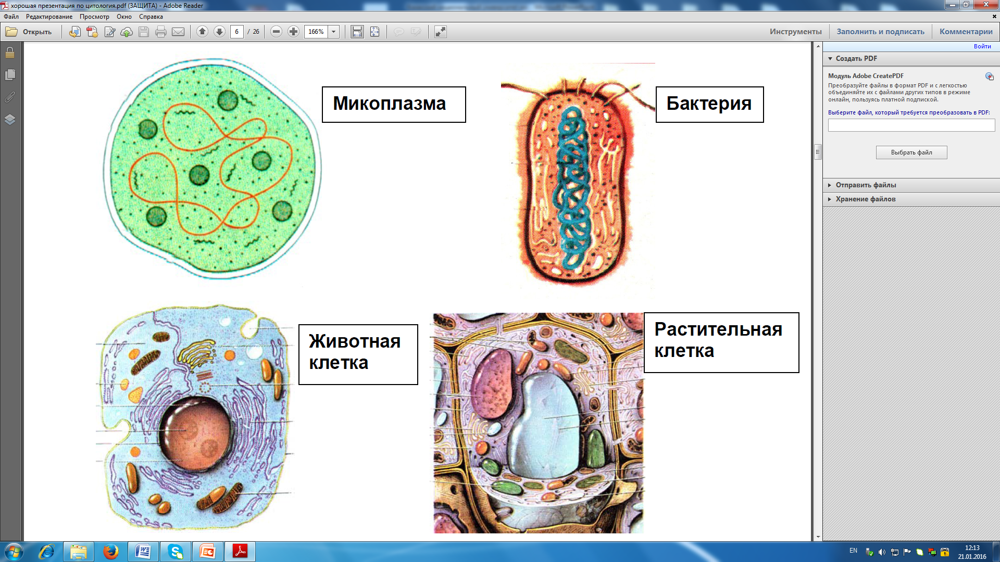 хорошая презентация по цитология.pdf (ЗАЩИТА) - Adobe Reader
Файл Редактирование Просмотр Окно Справка
Открыть 6 / 26 166% Инструменты Заполнить и подписать Комментарии
Войти
Создать PDF
Модуль Adobe CreatePDF
Преобразуйте файлы в формат PDF и с легкостью
объединяйте их с файлами других типов в режиме
онлайн, пользуясь платной подпиской.
Выберите файл, который требуется преобразовать в PDF:
Выбрать файл
Отправить файлы
Хранение файлов
Микоплазма
Бактерия
Животная
клетка
Растительная
клетка
EN
12:13
21.01.2016